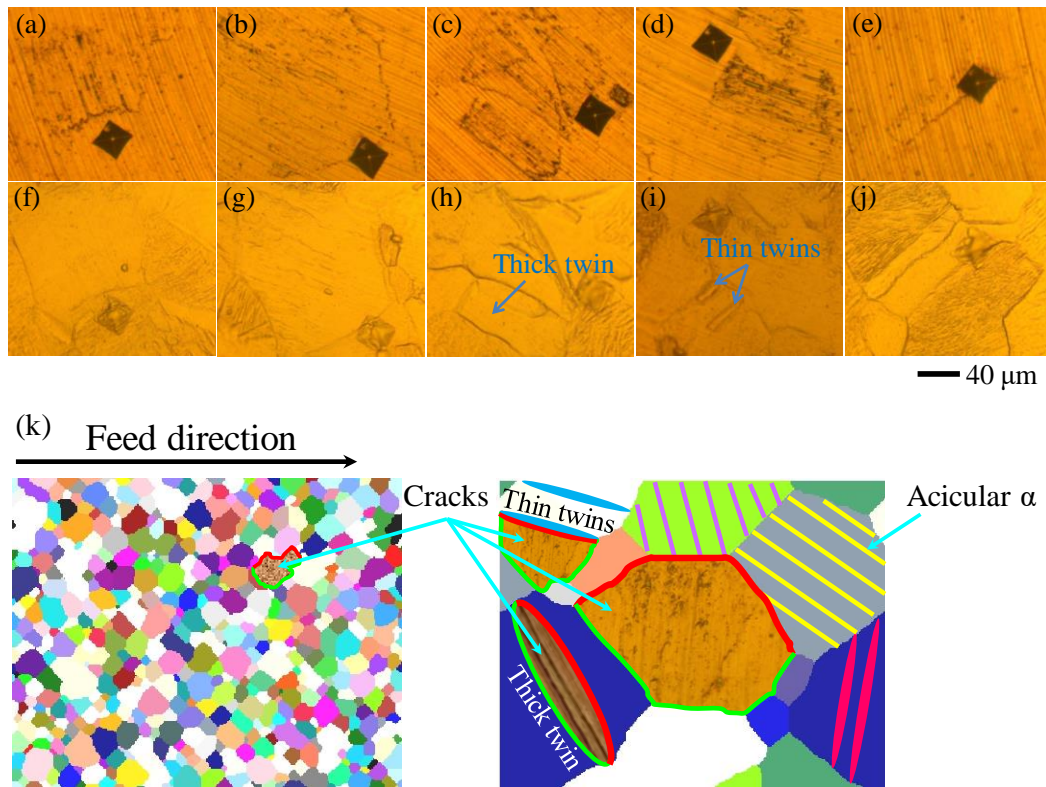 (a)
(b)
(c)
(d)
(e)
(f)
(g)
(h)
(i)
(j)
Thick twin
Thin twins
40 μm
(k)
Feed direction
Cracks
Thin twins
Acicular α
Thick twin